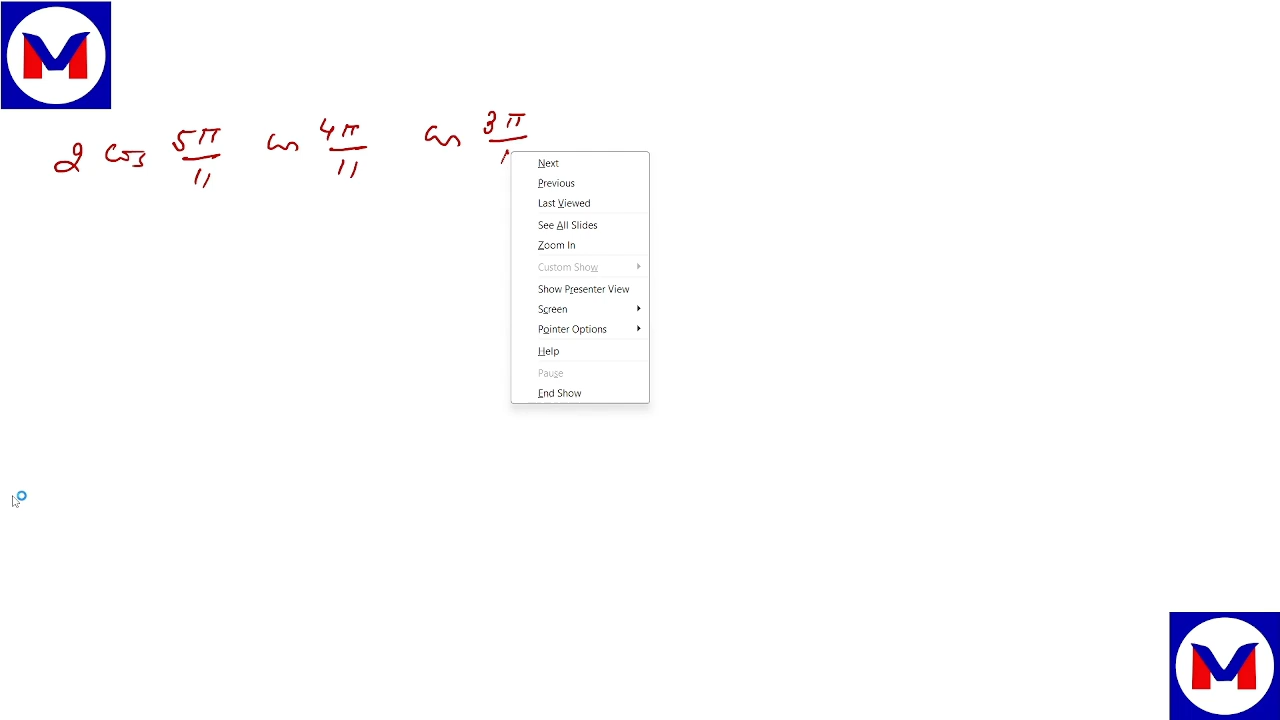 2 cos 5π/11 cos 4π/11 cos 3π
Next
Previous
Last Viewed
See All Slides
Zoom In
Custom Show
Show Presenter View
Screen
Pointer Options
Help
Pause
End Show